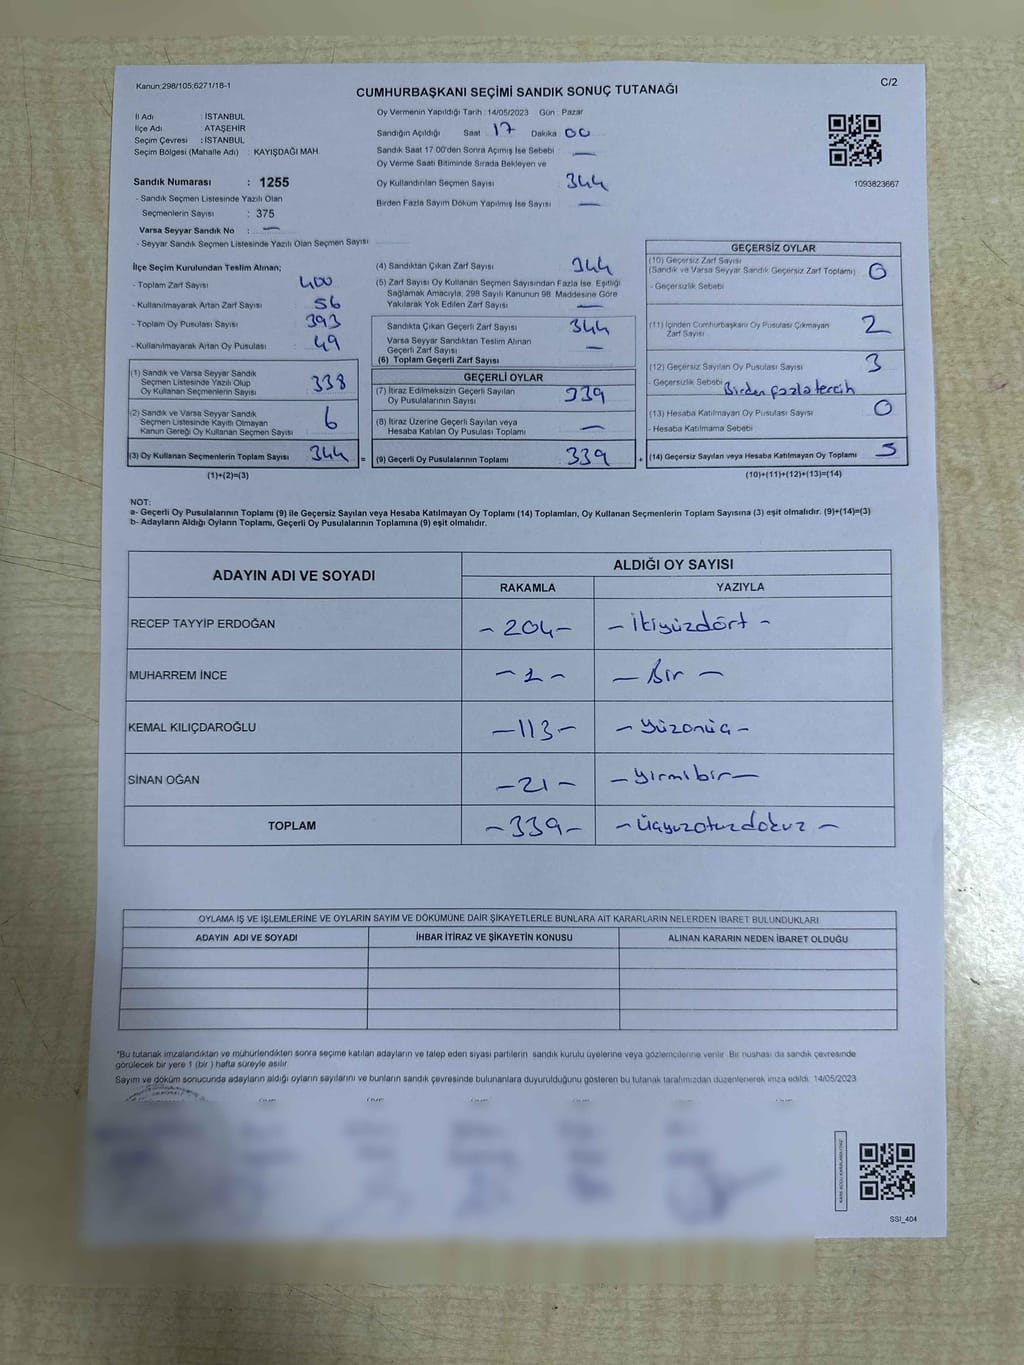 Kanun;298/105;6271/18-1
C/2
CUMHURBAŞKANI SEÇİMİ SANDIK SONUÇ TUTANAĞI
İl Adı : İSTANBUL
İlçe Adı : ATAŞEHİR
Seçim Çevresi : İSTANBUL
Seçim Bölgesi (Mahalle Adı) : KAYIŞDAĞI MAH.
Sandık Numarası : 1255
- Sandık Seçmen Listesinde Yazılı Olan
Seçmenlerin Sayısı : 375
Varsa Seyyar Sandık No : —
- Seyyar Sandık Seçmen Listesinde Yazılı Olan Seçmen Sayısı
Oy Vermenin Yapıldığı Tarih : 14/05/2023 Gün : Pazar
Sandığın Açıldığı Saat 17 Dakika 00
Sandık Saat 17 00'den Sonra Açımış İse Sebebi : —
Oy Verme Saati Bitiminde Sırada Bekleyen ve
Oy Kullandırılan Seçmen Sayısı 344
Birden Fazla Sayım Döküm Yapılmış İse Sayısı —
1093823667
İlçe Seçim Kurulundan Teslim Alınan;
- Toplam Zarf Sayısı : 400
- Kullanılmayarak Artan Zarf Sayısı : 56
- Toplam Oy Pusulası Sayısı : 393
- Kullanılmayarak Artan Oy Pusulası : 49
(1) Sandık ve Varsa Seyyar Sandık
Seçmen Listesinde Yazılı Olup
Oy Kullanan Seçmenlerin Sayısı : 338
(2) Sandık ve Varsa Seyyar Sandık
Seçmen Listesinde Kayıtlı Olmayan
Kanun Gereği Oy Kullanan Seçmen Sayısı : 6
(3) Oy Kullanan Seçmenlerin Toplam Sayısı : 344 =
(1)+(2)=(3)
(4) Sandıktan Çıkan Zarf Sayısı : 344
(5) Zarf Sayısı Oy Kullanan Seçmen Sayısından Fazla İse, Eşitliği
Sağlamak Amacıyla, 298 Sayılı Kanunun 98. Maddesine Göre
Yakılarak Yok Edilen Zarf Sayısı : —
Sandıkta Çıkan Geçerli Zarf Sayısı : 344
Varsa Seyyar Sandıktan Teslim Alınan
Geçerli Zarf Sayısı : —
(6) Toplam Geçerli Zarf Sayısı
GEÇERLİ OYLAR
(7) İtiraz Edilmeksizin Geçerli Sayılan
Oy Pusulalarının Sayısı : 339
(8) İtiraz Üzerine Geçerli Sayılan veya
Hesaba Katılan Oy Pusulası Toplamı : —
(9) Geçerli Oy Pusulalarının Toplamı : 339 +
GEÇERSİZ OYLAR
(10) Geçersiz Zarf Sayısı
(Sandık ve Varsa Seyyar Sandık Geçersiz Zarf Toplamı) : 0
- Geçersizlik Sebebi :
(11) İçinden Cumhurbaşkanı Oy Pusulası Çıkmayan
Zarf Sayısı : 2
(12) Geçersiz Sayılan Oy Pusulası Sayısı : 3
- Geçersizlik Sebebi : Birden fazla tercih
(13) Hesaba Katılmayan Oy Pusulası Sayısı : 0
- Hesaba Katılmama Sebebi :
(14) Geçersiz Sayılan veya Hesaba Katılmayan Oy Toplamı : 5
(10)+(11)+(12)+(13)=(14)
NOT:
a- Geçerli Oy Pusulalarının Toplamı (9) ile Geçersiz Sayılan veya Hesaba Katılmayan Oy Toplamı (14) Toplamları, Oy Kullanan Seçmenlerin Toplam Sayısına (3) eşit olmalıdır. (9)+(14)=(3)
b- Adayların Aldığı Oyların Toplamı, Geçerli Oy Pusulalarının Toplamına (9) eşit olmalıdır.
ADAYIN ADI VE SOYADI ALDIĞI OY SAYISI
RAKAMLA YAZIYLA
RECEP TAYYİP ERDOĞAN – 204 – – İkiyüzdört –
MUHARREM İNCE – 1 – – Bir –
KEMAL KILIÇDAROĞLU – 113 – – Yüzonüç –
SİNAN OĞAN – 21 – – Yirmibir –
TOPLAM – 339 – – Üçyüzotuzdokuz –
OYLAMA İŞ VE İŞLEMLERİNE VE OYLARIN SAYIM VE DÖKÜMÜNE DAİR ŞİKAYETLERLE BUNLARA AİT KARARLARIN NELERDEN İBARET BULUNDUKLARI
ADAYIN ADI VE SOYADI İHBAR İTİRAZ VE ŞİKAYETİN KONUSU ALINAN KARARIN NEDEN İBARET OLDUĞU
*Bu tutanak imzalandıktan ve mühürlendikten sonra seçime katılan adayların ve talep eden siyasi partilerin sandık kurulu üyelerine veya gözlemcilerine verilir. Bir nushası da sandık çevresinde
görülecek bir yere 1 (bir) hafta süreyle asılır.
Sayım ve döküm sonucunda adayların aldığı oyların sayılarını ve bunların sandık çevresinde bulunanlara duyurulduğunu gösteren bu tutanak tarafımızdan düzenlenerek imza edildi. 14/05/2023
SSI_404